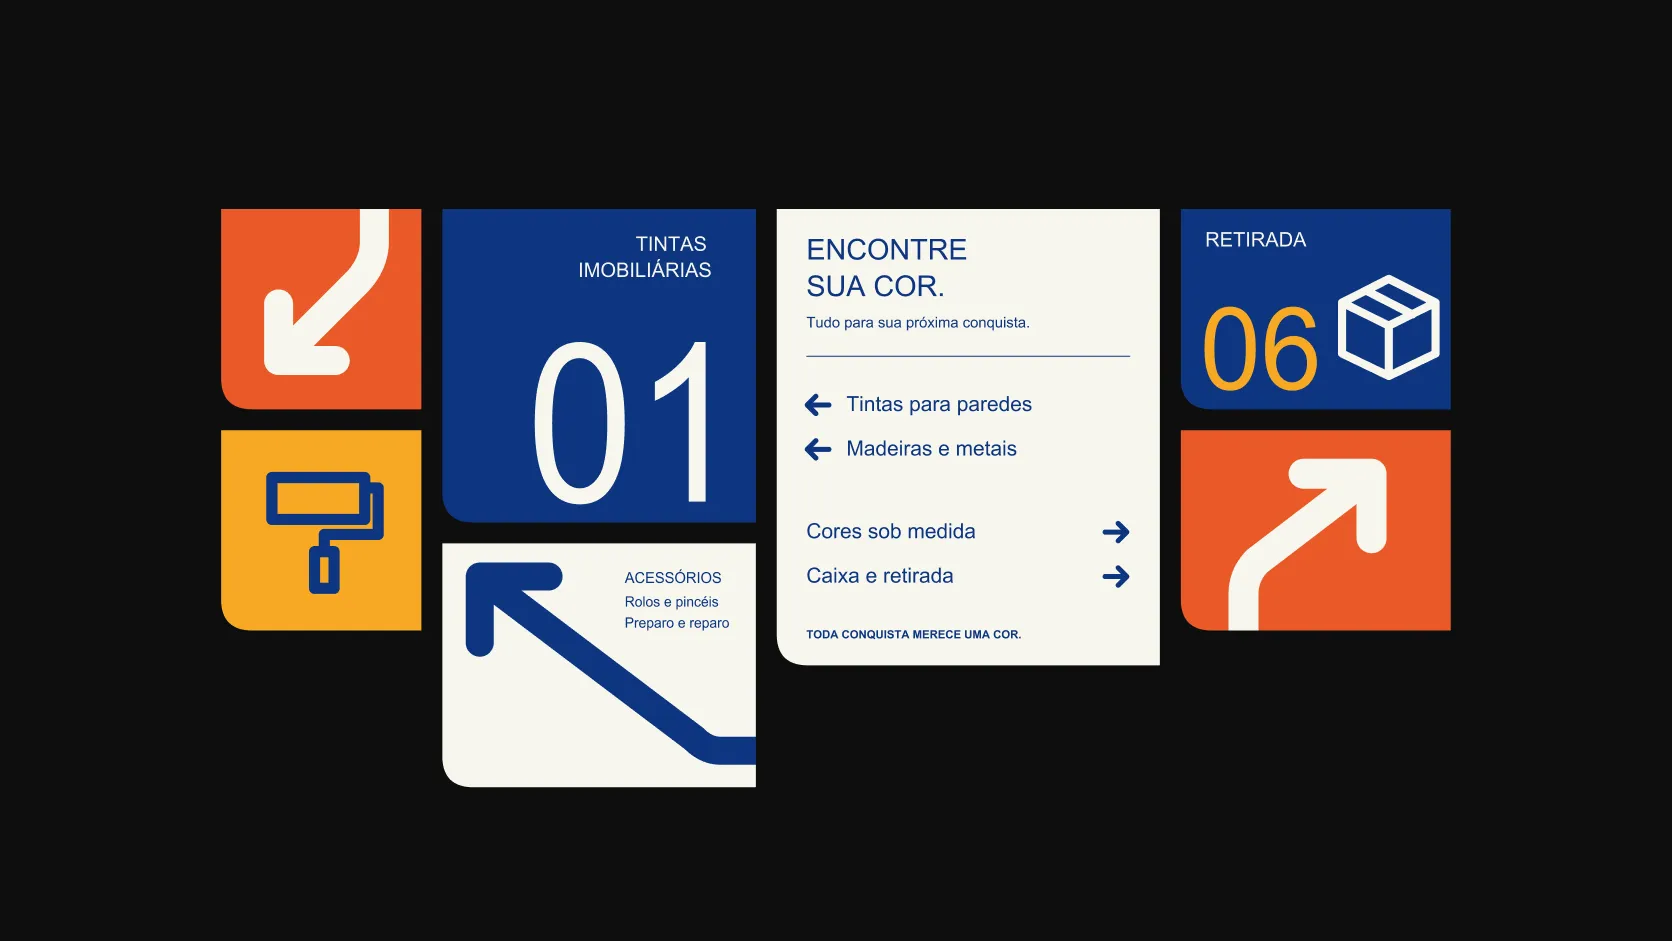 TINTAS
IMOBILIÁRIAS
01
ACESSÓRIOS
Rolos e pincéis
Preparo e reparo
ENCONTRE
SUA COR.
Tudo para sua próxima conquista.
Tintas para paredes
Madeiras e metais
Cores sob medida
Caixa e retirada
TODA CONQUISTA MERECE UMA COR.
RETIRADA
06